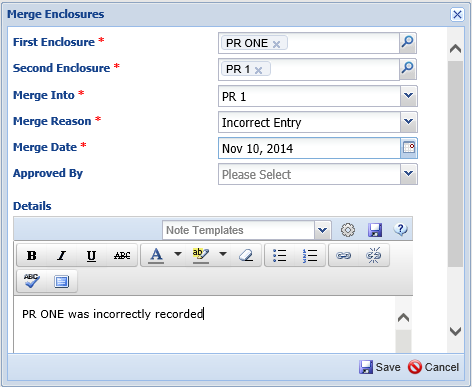 Merge Enclosures
First Enclosure * PR ONE
Second Enclosure * PR 1
Merge Into * PR 1
Merge Reason * Incorrect Entry
Merge Date * Nov 10, 2014
Approved By Please Select
Details
Note Templates
B I U ABC A ab
ABC
PR ONE was incorrectly recorded
Save Cancel